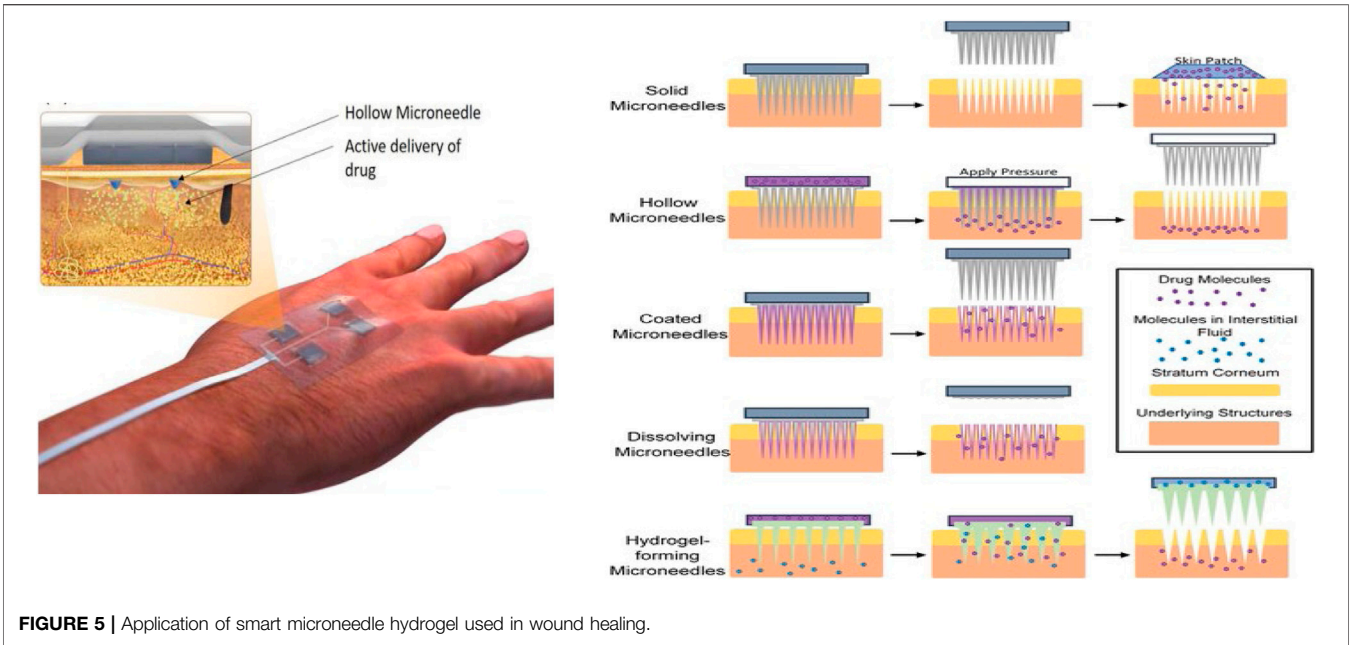 Hollow Microneedle
Active delivery of
drug
Solid
Microneedles
Skin Patch
Hollow
Microneedles
Apply Pressure
Coated
Microneedles
Dissolving
Microneedles
Hydrogel-
forming
Microneedles
Drug Molecules
Molecules in Interstitial
Fluid
Stratum Corneum
Underlying Structures
FIGURE 5 | Application of smart microneedle hydrogel used in wound healing.